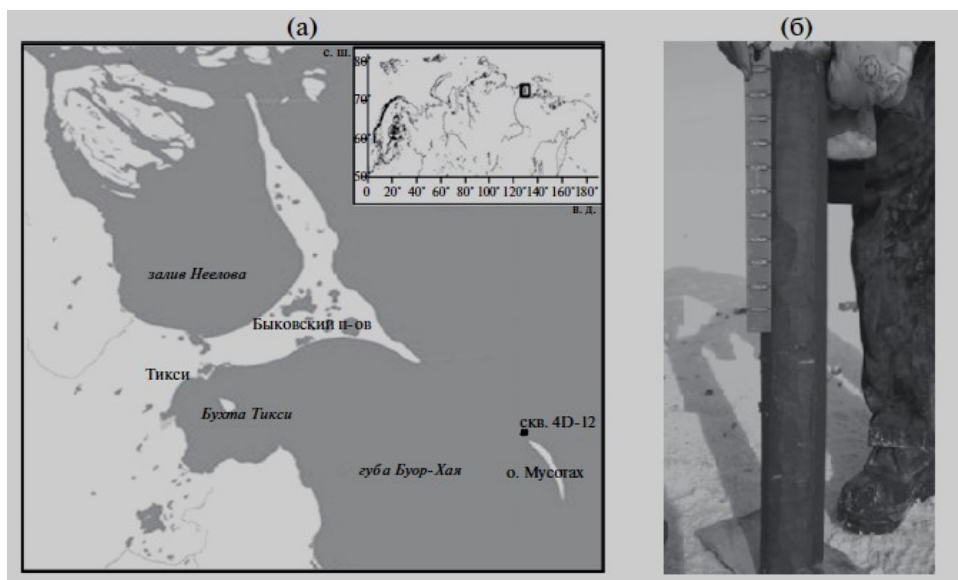 (а)
(б)
с. ш.
80°
70°
60°
50°
0 20° 40° 60° 80° 100° 120° 140° 160° 180°
в. д.
залив Неелова
Быковский п-ов
Тикси
Бухта Тикси
скв. 4D-12
губа Буор-Хая
о. Мусотах